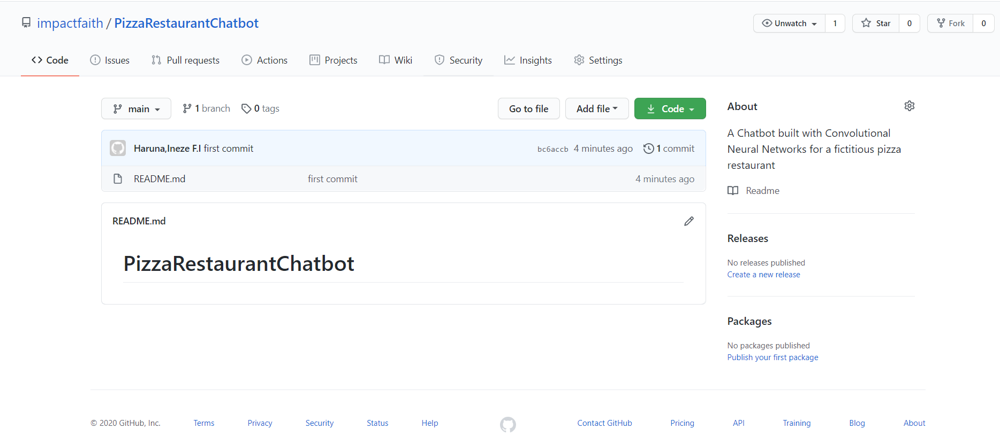 impactfaith / PizzaRestaurantChatbot
Unwatch 1 Star 0 Fork 0
Code Issues Pull requests Actions Projects Wiki Security Insights Settings
main 1 branch 0 tags Go to file Add file Code
Haruna,Ineze F.I first commit bc6accb 4 minutes ago 1 commit
README.md first commit 4 minutes ago
README.md
PizzaRestaurantChatbot
About
A Chatbot built with Convolutional
Neural Networks for a fictitious pizza
restaurant
Readme
Releases
No releases published
Create a new release
Packages
No packages published
Publish your first package
© 2020 GitHub, Inc. Terms Privacy Security Status Help Contact GitHub Pricing API Training Blog About